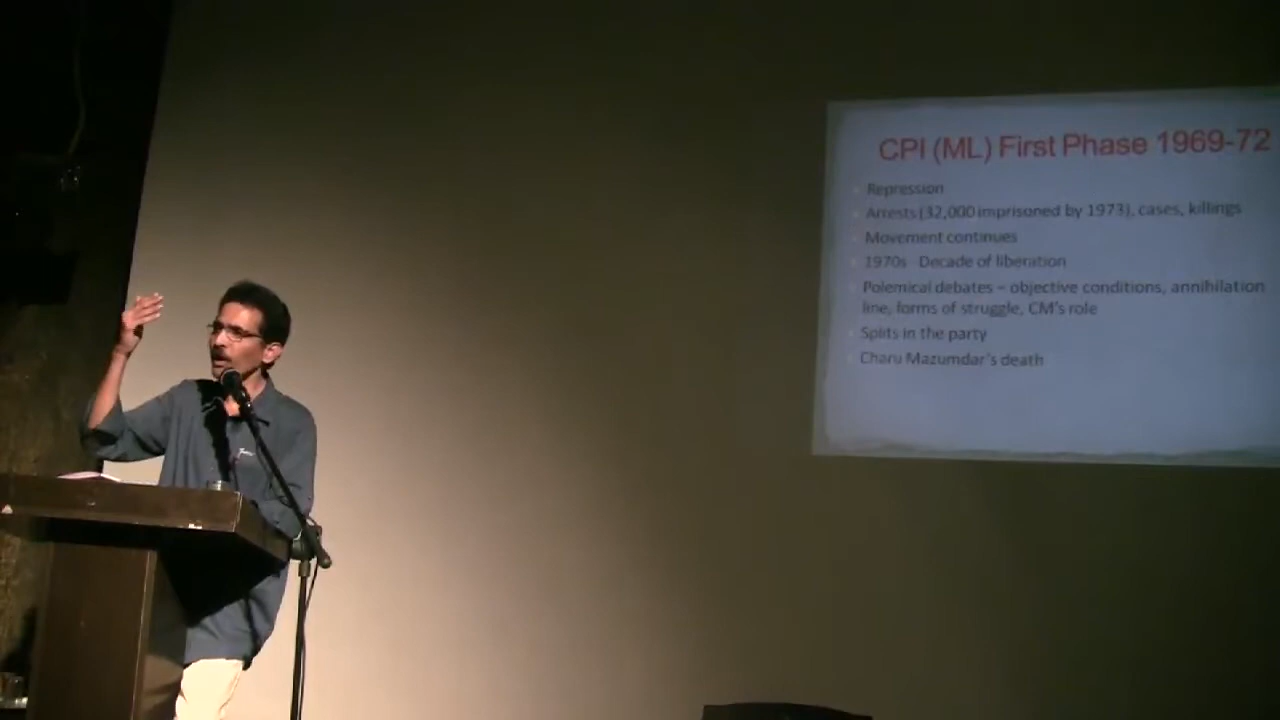 CPI (ML) First Phase 1969-72
Repression
Arrests (32,000 imprisoned by 1973), cases, killings
Movement continues
1970s Decade of liberation
Polemical debates – objective conditions, annihilation
line, forms of struggle, CM's role
Splits in the party
Charu Mazumdar's death